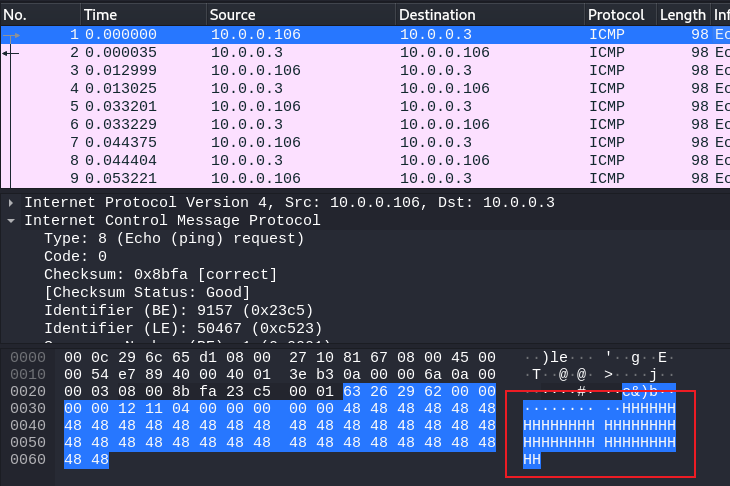 No. Time Source Destination Protocol Length Inf
1 0.000000 10.0.0.106 10.0.0.3 ICMP 98 Ec
2 0.000035 10.0.0.3 10.0.0.106 ICMP 98 Ec
3 0.012999 10.0.0.106 10.0.0.3 ICMP 98 Ec
4 0.013025 10.0.0.3 10.0.0.106 ICMP 98 Ec
5 0.033201 10.0.0.106 10.0.0.3 ICMP 98 Ec
6 0.033229 10.0.0.3 10.0.0.106 ICMP 98 Ec
7 0.044375 10.0.0.106 10.0.0.3 ICMP 98 Ec
8 0.044404 10.0.0.3 10.0.0.106 ICMP 98 Ec
9 0.053221 10.0.0.106 10.0.0.3 ICMP 98 Ec
Internet Protocol Version 4, Src: 10.0.0.106, Dst: 10.0.0.3
Internet Control Message Protocol
Type: 8 (Echo (ping) request)
Code: 0
Checksum: 0x8bfa [correct]
[Checksum Status: Good]
Identifier (BE): 9157 (0x23c5)
Identifier (LE): 50467 (0xc523)
0000 00 0c 29 6c 65 d1 08 00 27 10 81 67 08 00 45 00 ··)le··· '··g··E·
0010 00 54 e7 89 40 00 40 01 3e b3 0a 00 00 6a 0a 00 ·T··@·@· >····j··
0020 00 03 08 00 8b fa 23 c5 00 01 63 26 29 62 00 00 ······#· ··c&)b··
0030 00 00 12 11 04 00 00 00 00 00 48 48 48 48 48 48 ········ ··HHHHHH
0040 48 48 48 48 48 48 48 48 48 48 48 48 48 48 48 48 HHHHHHHH HHHHHHHH
0050 48 48 48 48 48 48 48 48 48 48 48 48 48 48 48 48 HHHHHHHH HHHHHHHH
0060 48 48 HH